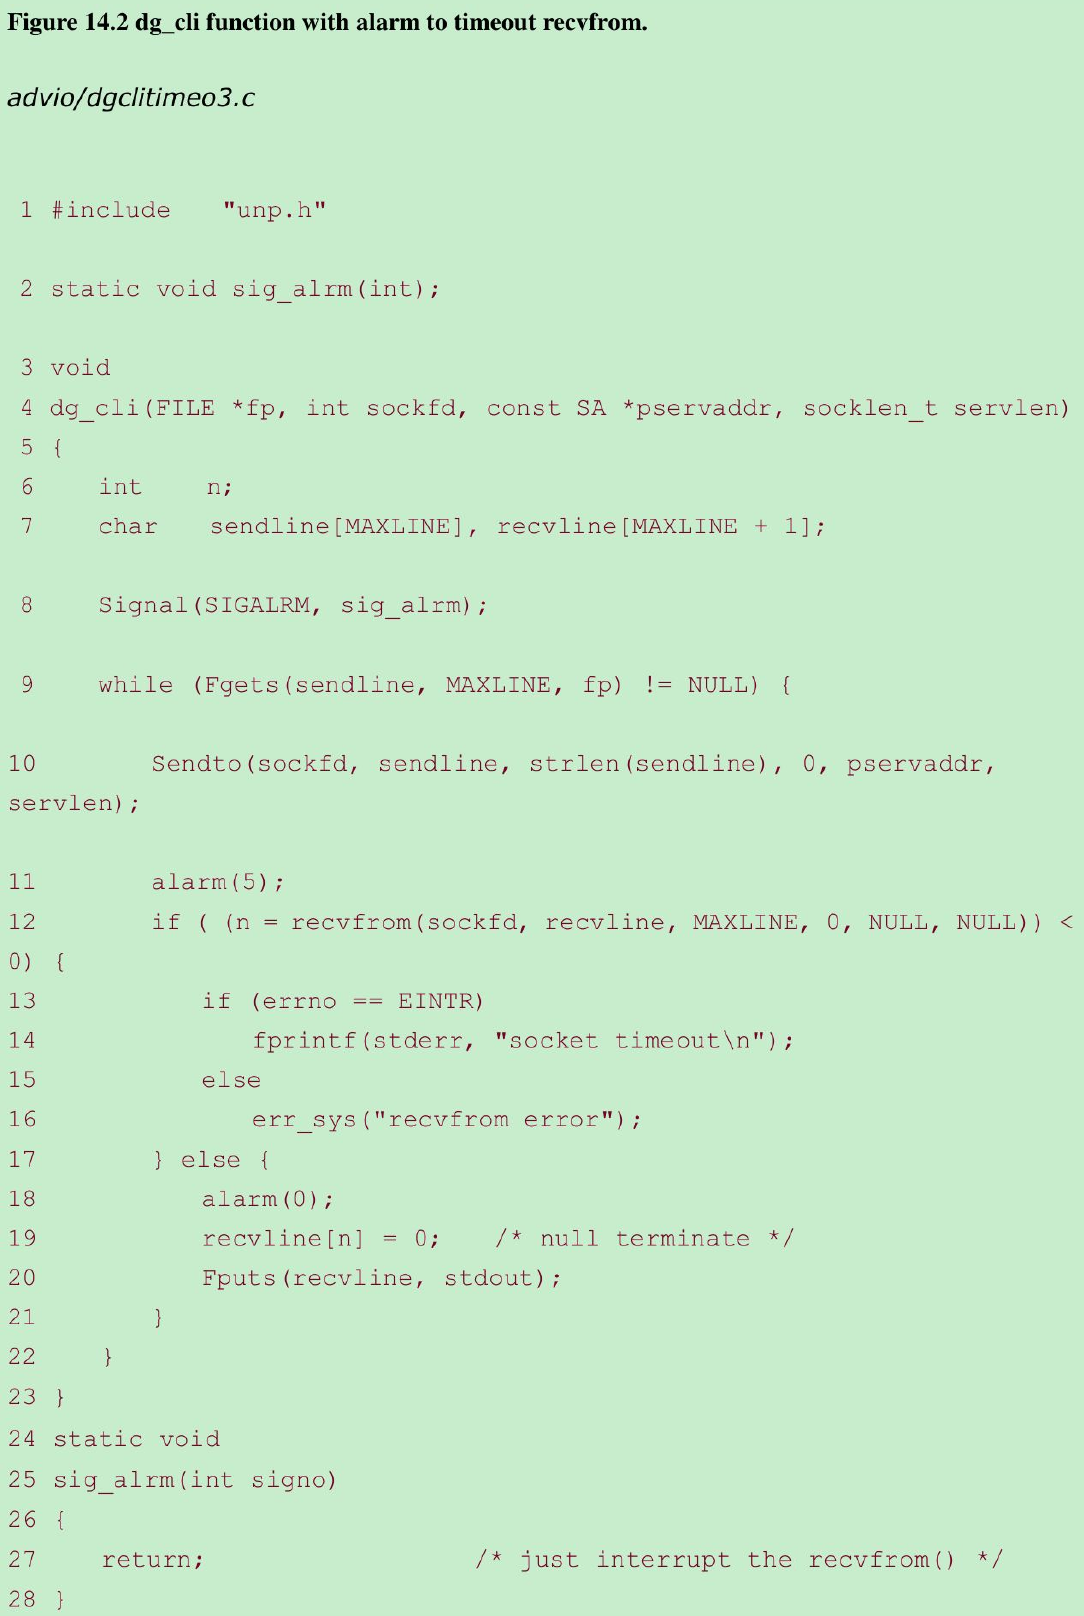 Figure 14.2 dg_cli function with alarm to timeout recvfrom.
advio/dgclitimeo3.c
1 #include "unp.h"
2 static void sig_alrm(int);
3 void
4 dg_cli(FILE *fp, int sockfd, const SA *pservaddr, socklen_t servlen)
5 {
6 int n;
7 char sendline[MAXLINE], recvline[MAXLINE + 1];
8 Signal(SIGALRM, sig_alrm);
9 while (Fgets(sendline, MAXLINE, fp) != NULL) {
10 Sendto(sockfd, sendline, strlen(sendline), 0, pservaddr,
servlen);
11 alarm(5);
12 if ( (n = recvfrom(sockfd, recvline, MAXLINE, 0, NULL, NULL)) <
0) {
13 if (errno == EINTR)
14 fprintf(stderr, "socket timeout\n");
15 else
16 err_sys("recvfrom error");
17 } else {
18 alarm(0);
19 recvline[n] = 0; /* null terminate */
20 Fputs(recvline, stdout);
21 }
22 }
23 }
24 static void
25 sig_alrm(int signo)
26 {
27 return; /* just interrupt the recvfrom() */
28 }